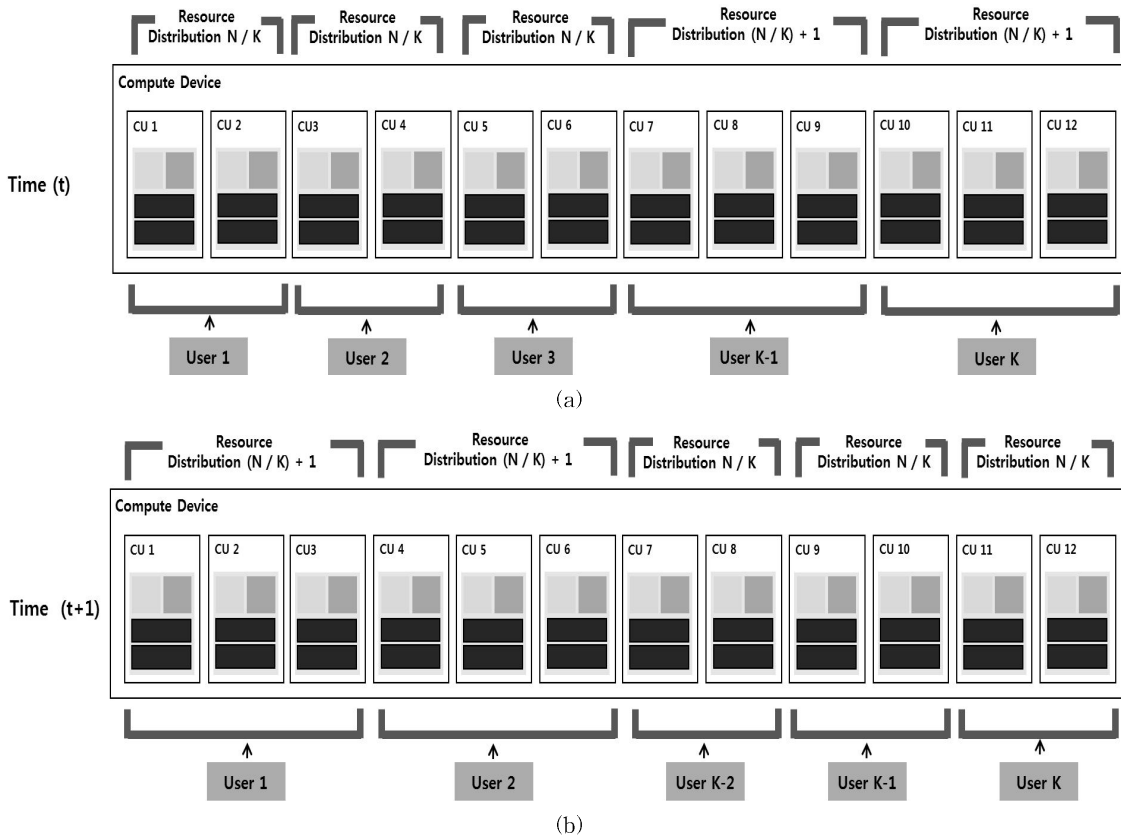 Resource
Distribution N / K
Resource
Distribution N / K
Resource
Distribution N / K
Resource
Distribution (N / K) + 1
Resource
Distribution (N / K) + 1
Compute Device
CU 1
CU 2
CU3
CU 4
CU 5
CU 6
CU 7
CU 8
CU 9
CU 10
CU 11
CU 12
Time (t)
User 1
User 2
User 3
User K-1
User K
(a)
Resource
Distribution (N / K) + 1
Resource
Distribution (N / K) + 1
Resource
Distribution N / K
Resource
Distribution N / K
Resource
Distribution N / K
Compute Device
CU 1
CU 2
CU3
CU 4
CU 5
CU 6
CU 7
CU 8
CU 9
CU 10
CU 11
CU 12
Time (t+1)
User 1
User 2
User K-2
User K-1
User K
(b)